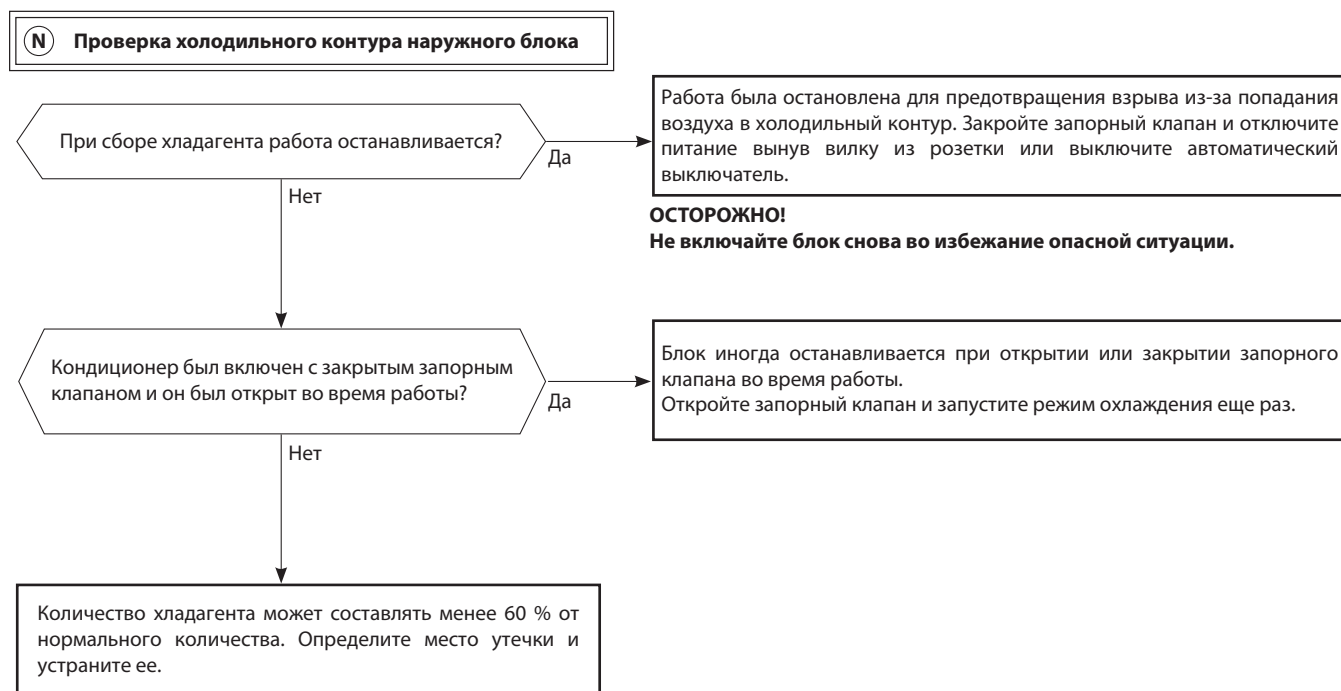 N Проверка холодильного контура наружного блока
При сборе хладагента работа останавливается?
Да
Нет
Работа была остановлена для предотвращения взрыва из-за попадания
воздуха в холодильный контур. Закройте запорный клапан и отключите
питание вынув вилку из розетки или выключите автоматический
выключатель.
ОСТОРОЖНО!
Не включайте блок снова во избежание опасной ситуации.
Кондиционер был включен с закрытым запорным
клапаном и он был открыт во время работы?
Да
Нет
Блок иногда останавливается при открытии или закрытии запорного
клапана во время работы.
Откройте запорный клапан и запустите режим охлаждения еще раз.
Количество хладагента может составлять менее 60 % от
нормального количества. Определите место утечки и
устраните ее.